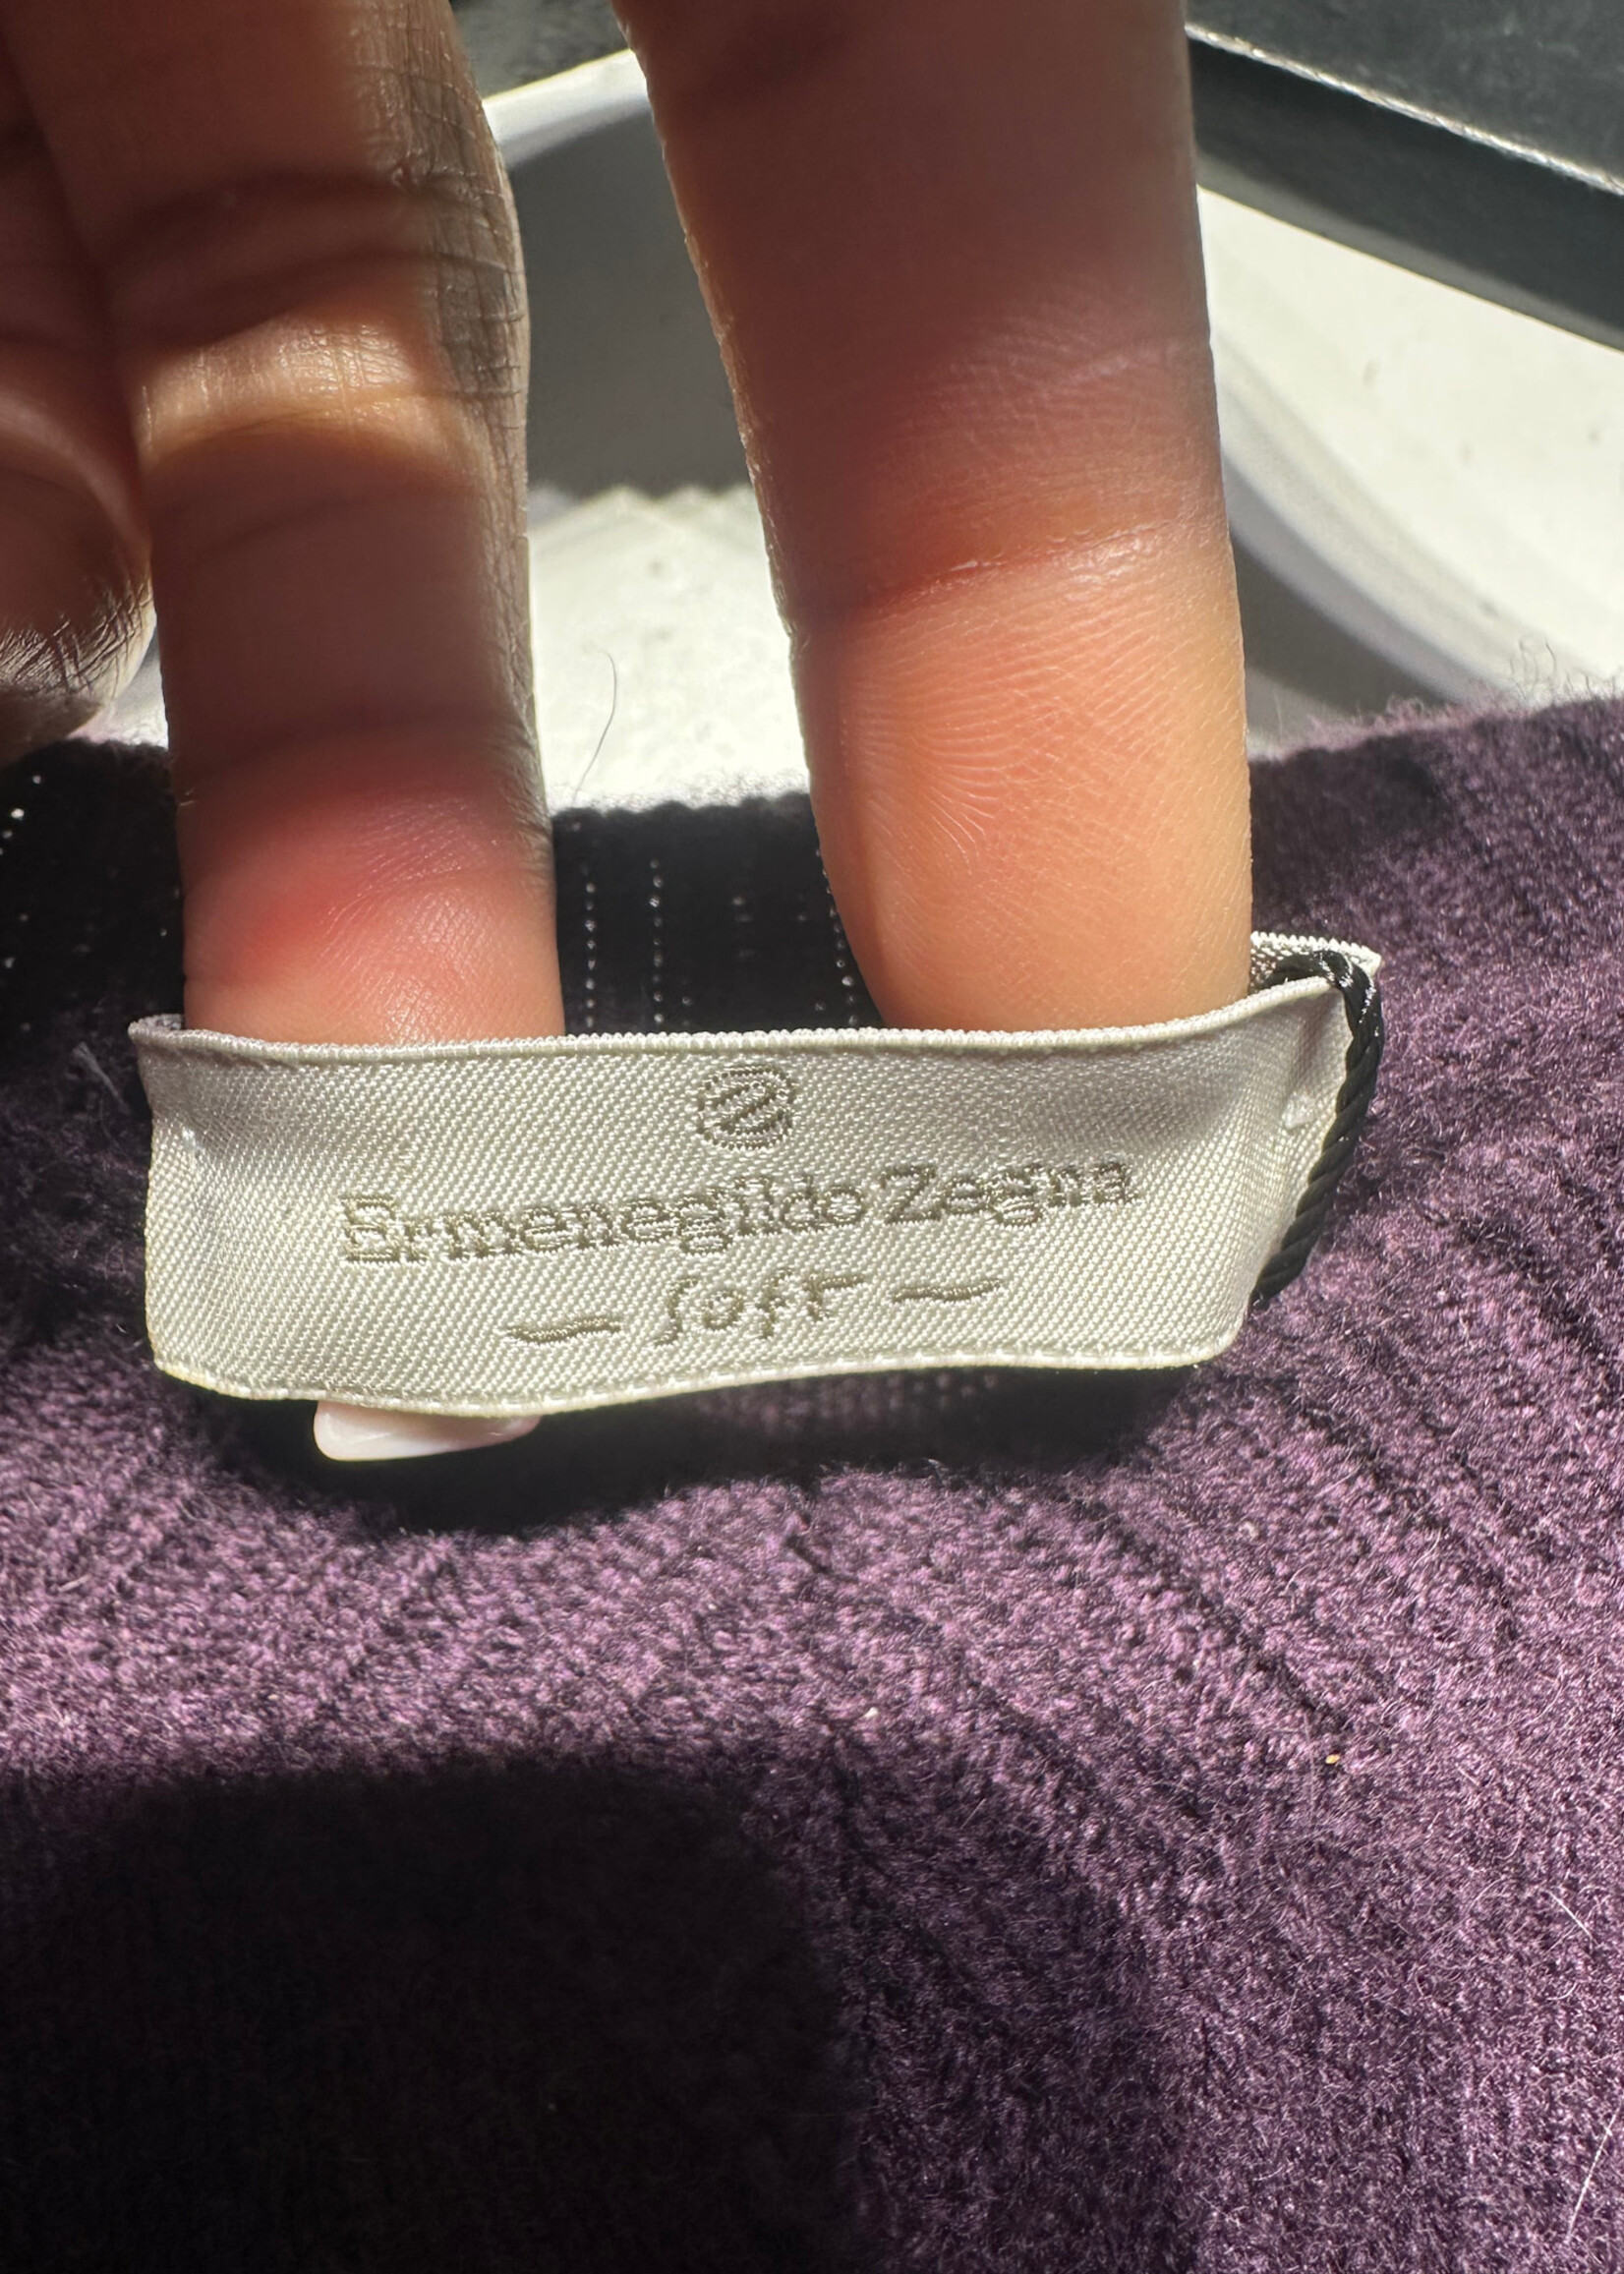 Z
Ermenegildo Zegna
~ Soft ~